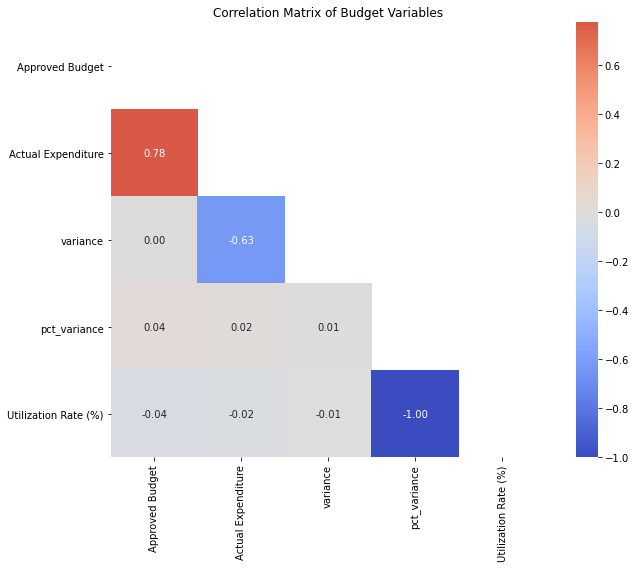 Correlation Matrix of Budget Variables
Approved Budget
Actual Expenditure
0.78
variance
0.00 -0.63
pct_variance
0.04 0.02 0.01
Utilization Rate (%)
-0.04 -0.02 -0.01 -1.00
Approved Budget
Actual Expenditure
variance
pct_variance
Utilization Rate (%)
0.6
0.4
0.2
0.0
−0.2
−0.4
−0.6
−0.8
−1.0